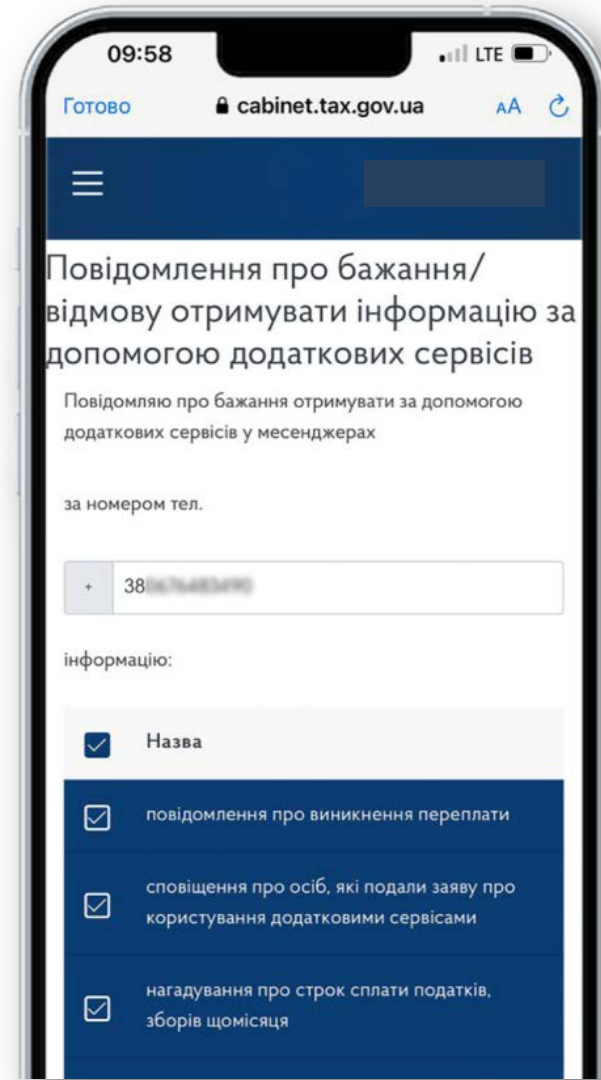 09:58
LTE
Готово
cabinet.tax.gov.ua
AA
Повідомлення про бажання/
відмову отримувати інформацію за
допомогою додаткових сервісів
Повідомляю про бажання отримувати за допомогою
додаткових сервісів у месенджерах
за номером тел.
+ 38
інформацію:
Назва
повідомлення про виникнення переплати
сповіщення про осіб, які подали заяву про
користування додатковими сервісами
нагадування про строк сплати податків,
зборів щомісяця